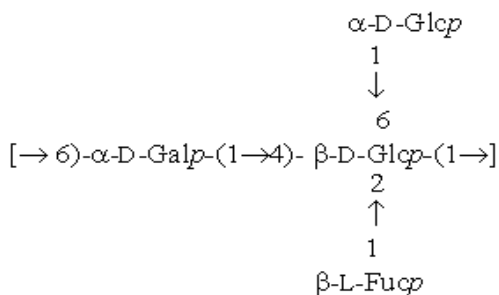 α-D-Glcp
1
↓
6
[→ 6)-α-D-Galp-(1→4)- β-D-Glcp-(1→]
2
↑
1
β-L-Fucp